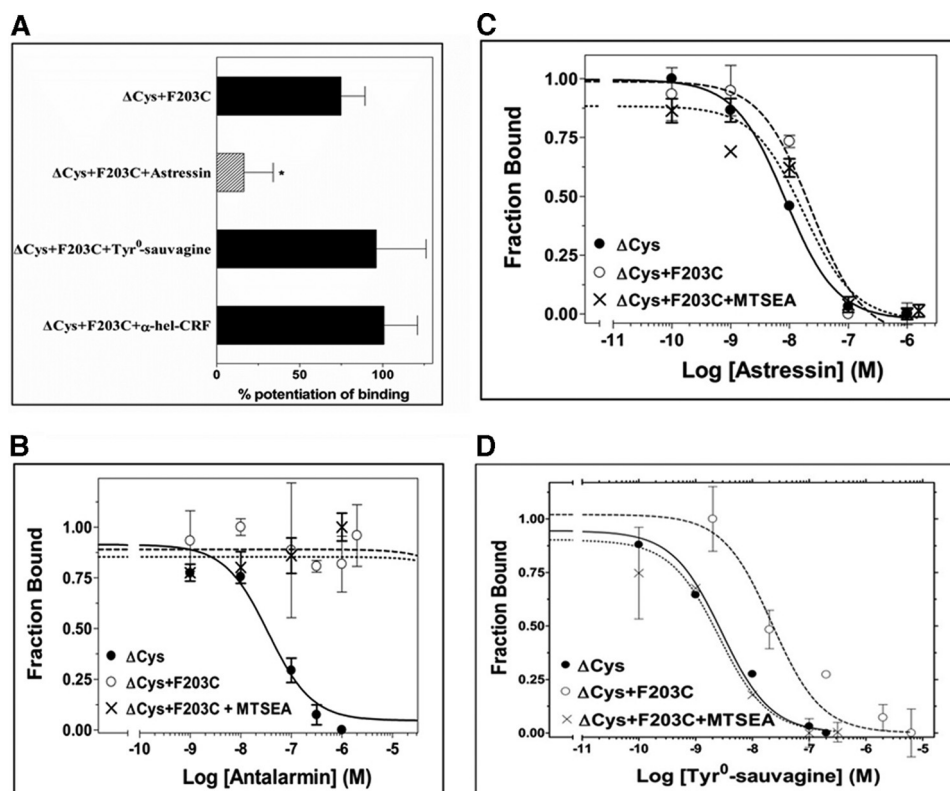 A
ΔCys+F203C
ΔCys+F203C+Astressin
*
ΔCys+F203C+Tyr⁰-sauvagine
ΔCys+F203C+α-hel-CRF
0 50 100
% potentiation of binding
B
Fraction Bound
1.00
0.75
0.50
0.25
0.00
ΔCys
ΔCys+F203C
ΔCys+F203C + MTSEA
-10 -9 -8 -7 -6 -5
Log [Antalarmin] (M)
C
Fraction Bound
1.00
0.75
0.50
0.25
0.00
ΔCys
ΔCys+F203C
ΔCys+F203C+MTSEA
-11 -10 -9 -8 -7 -6
Log [Astressin] (M)
D
Fraction Bound
1.00
0.75
0.50
0.25
0.00
ΔCys
ΔCys+F203C
ΔCys+F203C+MTSEA
-11 -10 -9 -8 -7 -6 -5
Log [Tyr⁰-sauvagine] (M)